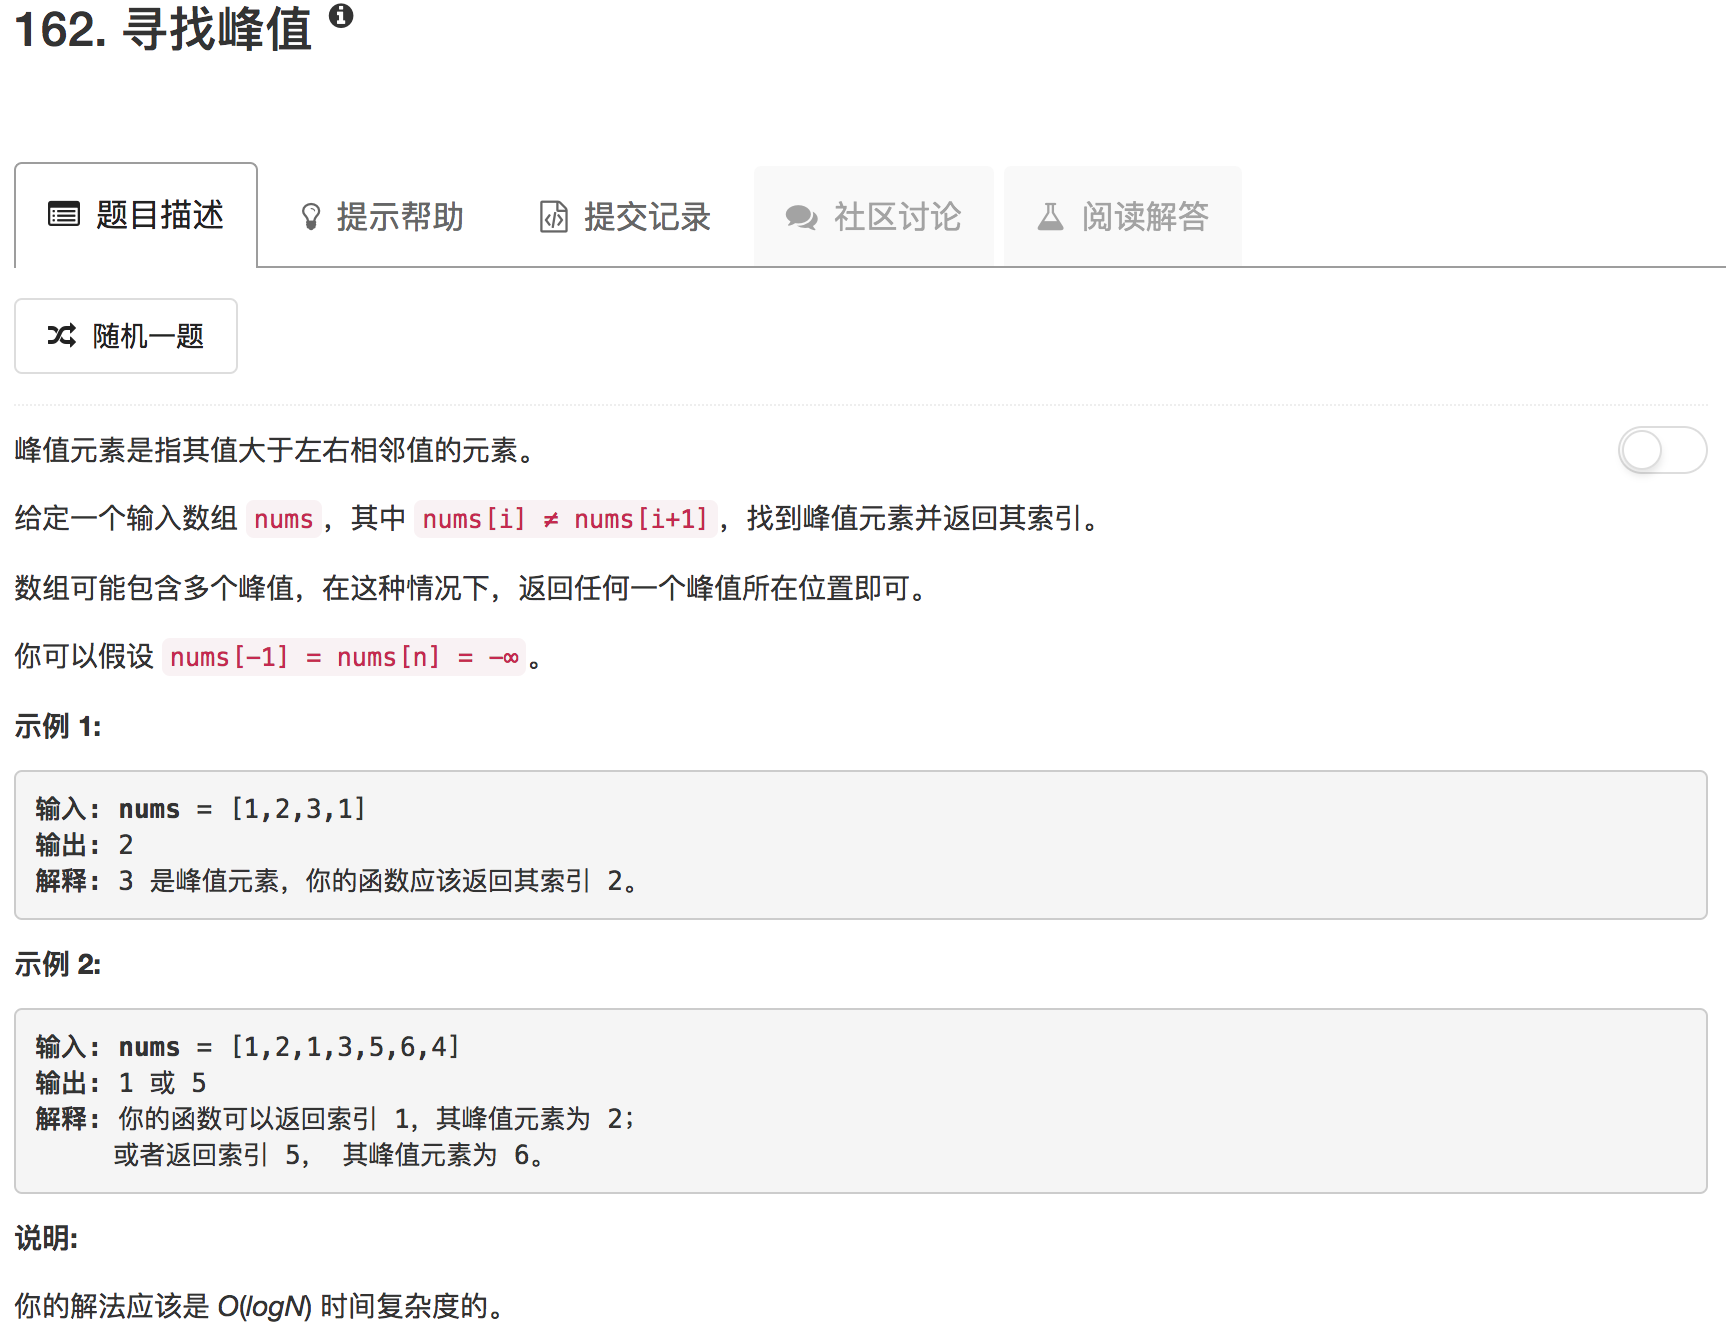 162. 寻找峰值
题目描述 提示帮助 提交记录 社区讨论 阅读解答
随机一题
峰值元素是指其值大于左右相邻值的元素。
给定一个输入数组 nums，其中 nums[i] ≠ nums[i+1]，找到峰值元素并返回其索引。
数组可能包含多个峰值，在这种情况下，返回任何一个峰值所在位置即可。
你可以假设 nums[-1] = nums[n] = -∞。
示例 1:
输入: nums = [1,2,3,1]
输出: 2
解释: 3 是峰值元素，你的函数应该返回其索引 2。
示例 2:
输入: nums = [1,2,1,3,5,6,4]
输出: 1 或 5
解释: 你的函数可以返回索引 1，其峰值元素为 2；
或者返回索引 5， 其峰值元素为 6。
说明:
你的解法应该是 O(logN) 时间复杂度的。